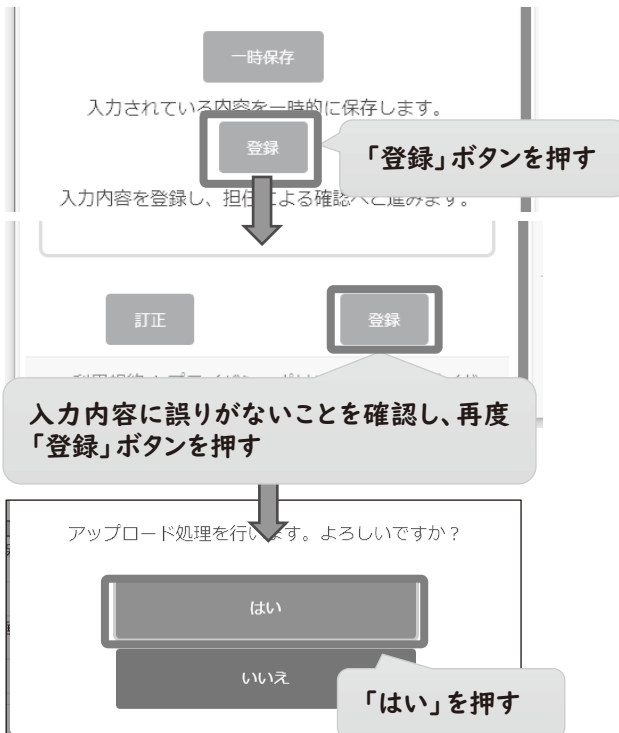 一時保存
入力されている内容を一時的に保存します。
登録
「登録」ボタンを押す
入力内容を登録し、担任による確認へと進みます。
訂正
登録
入力内容に誤りがないことを確認し、再度
「登録」ボタンを押す
アップロード処理を行います。よろしいですか？
はい
いいえ
「はい」を押す